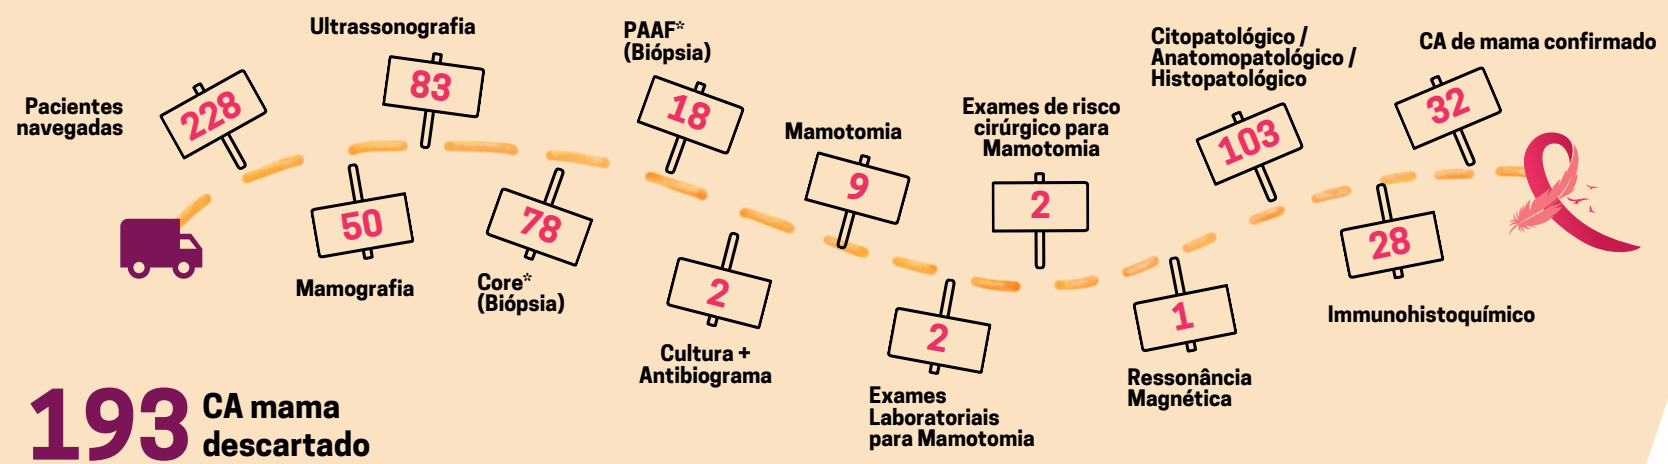 Pacientes
navegadas
228
Ultrassonografia
83
50
Mamografia
78
Core*
(Biópsia)
PAAF*
(Biópsia)
18
2
Cultura +
Antibiograma
Mamotomia
9
2
Exames
Laboratoriais
para Mamotomia
Exames de risco
cirúrgico para
Mamotomia
2
1
Ressonância
Magnética
Citopatológico /
Anatomopatológico /
Histopatológico
103
28
Immunohistoquímico
CA de mama confirmado
32
193 CA mama
descartado